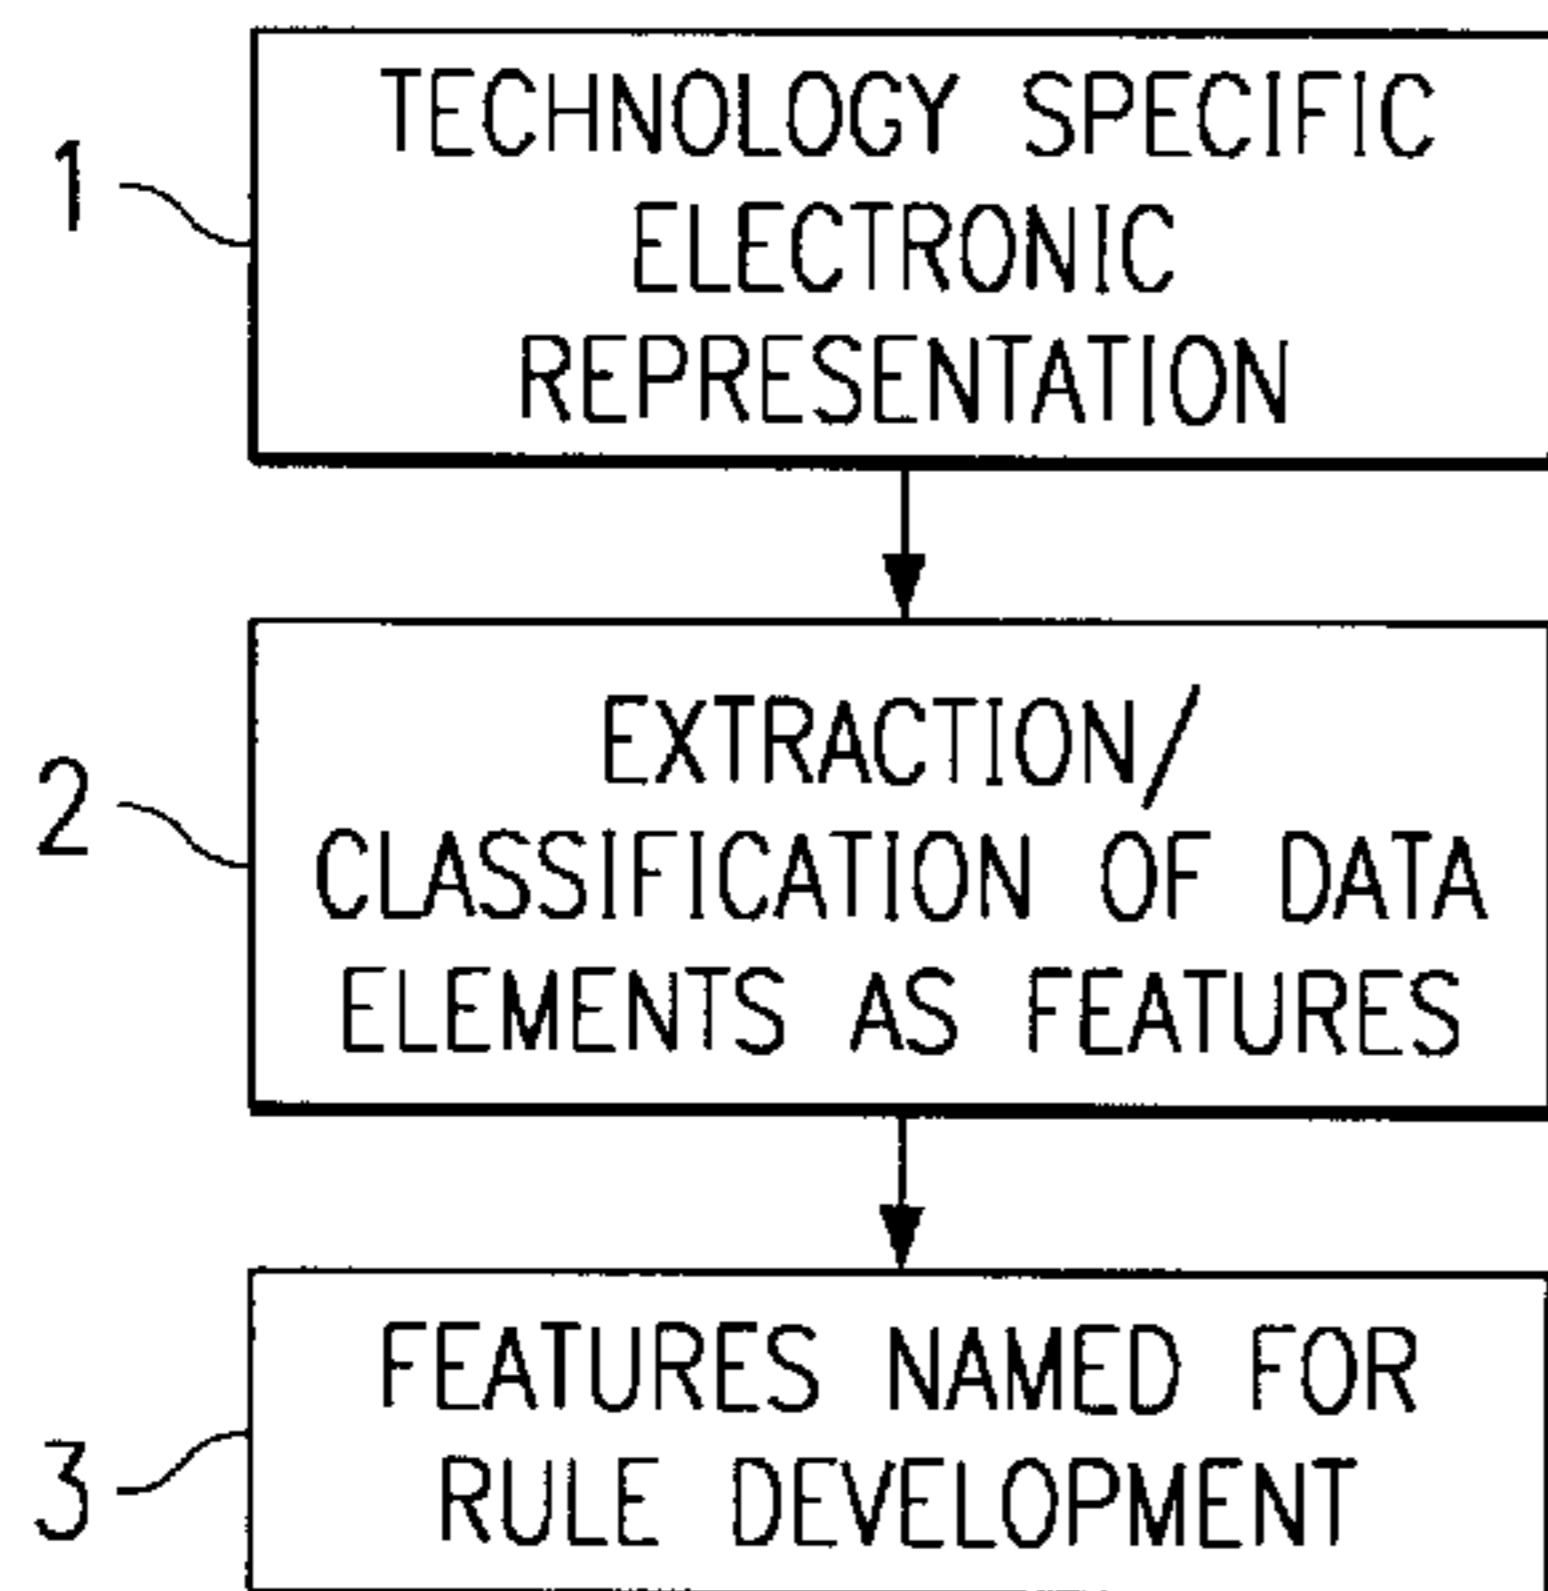 1
TECHNOLOGY SPECIFIC
ELECTRONIC
REPRESENTATION
2
EXTRACTION/
CLASSIFICATION OF DATA
ELEMENTS AS FEATURES
3
FEATURES NAMED FOR
RULE DEVELOPMENT